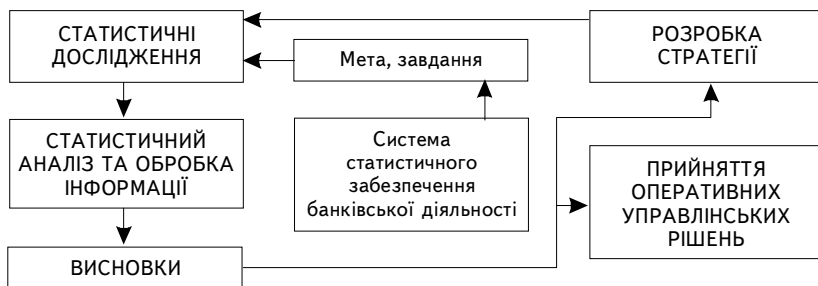 СТАТИСТИЧНІ
ДОСЛІДЖЕННЯ
Мета, завдання
РОЗРОБКА
СТРАТЕГІЇ
СТАТИСТИЧНИЙ
АНАЛІЗ ТА ОБРОБКА
ІНФОРМАЦІЇ
Система
статистичного
забезпечення
банківської діяльності
ПРИЙНЯТТЯ
ОПЕРАТИВНИХ
УПРАВЛІНСЬКИХ
РІШЕНЬ
ВИСНОВКИ